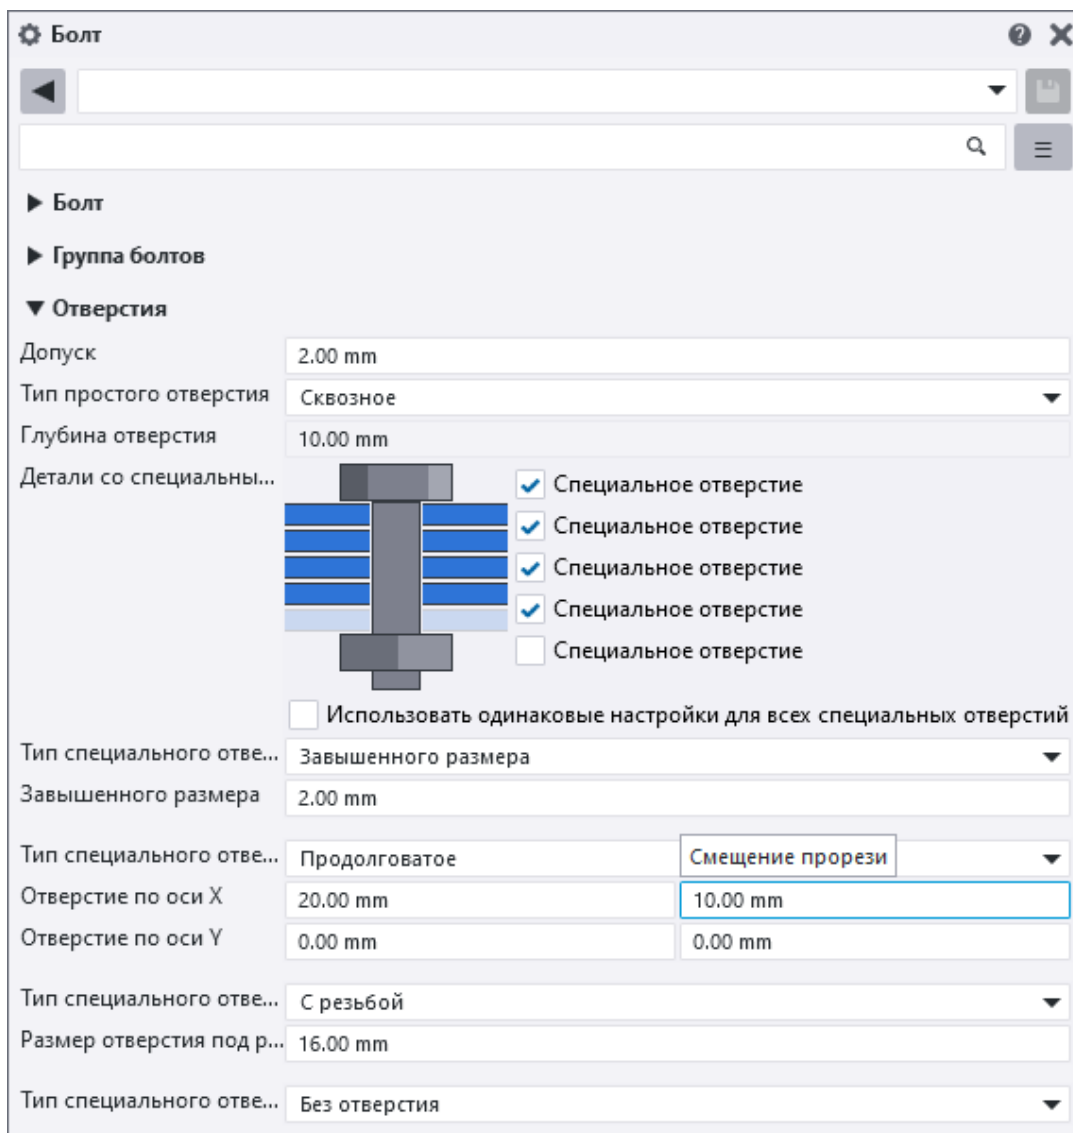 Болт
Болт
Группа болтов
Отверстия
Допуск 2.00 mm
Тип простого отверстия Сквозное
Глубина отверстия 10.00 mm
Детали со специальны...
Специальное отверстие
Специальное отверстие
Специальное отверстие
Специальное отверстие
Специальное отверстие
Использовать одинаковые настройки для всех специальных отверстий
Тип специального отве... Завышенного размера
Завышенного размера 2.00 mm
Тип специального отве... Продолговатое Смещение прорези
Отверстие по оси X 20.00 mm 10.00 mm
Отверстие по оси Y 0.00 mm 0.00 mm
Тип специального отве... С резьбой
Размер отверстия под р... 16.00 mm
Тип специального отве... Без отверстия